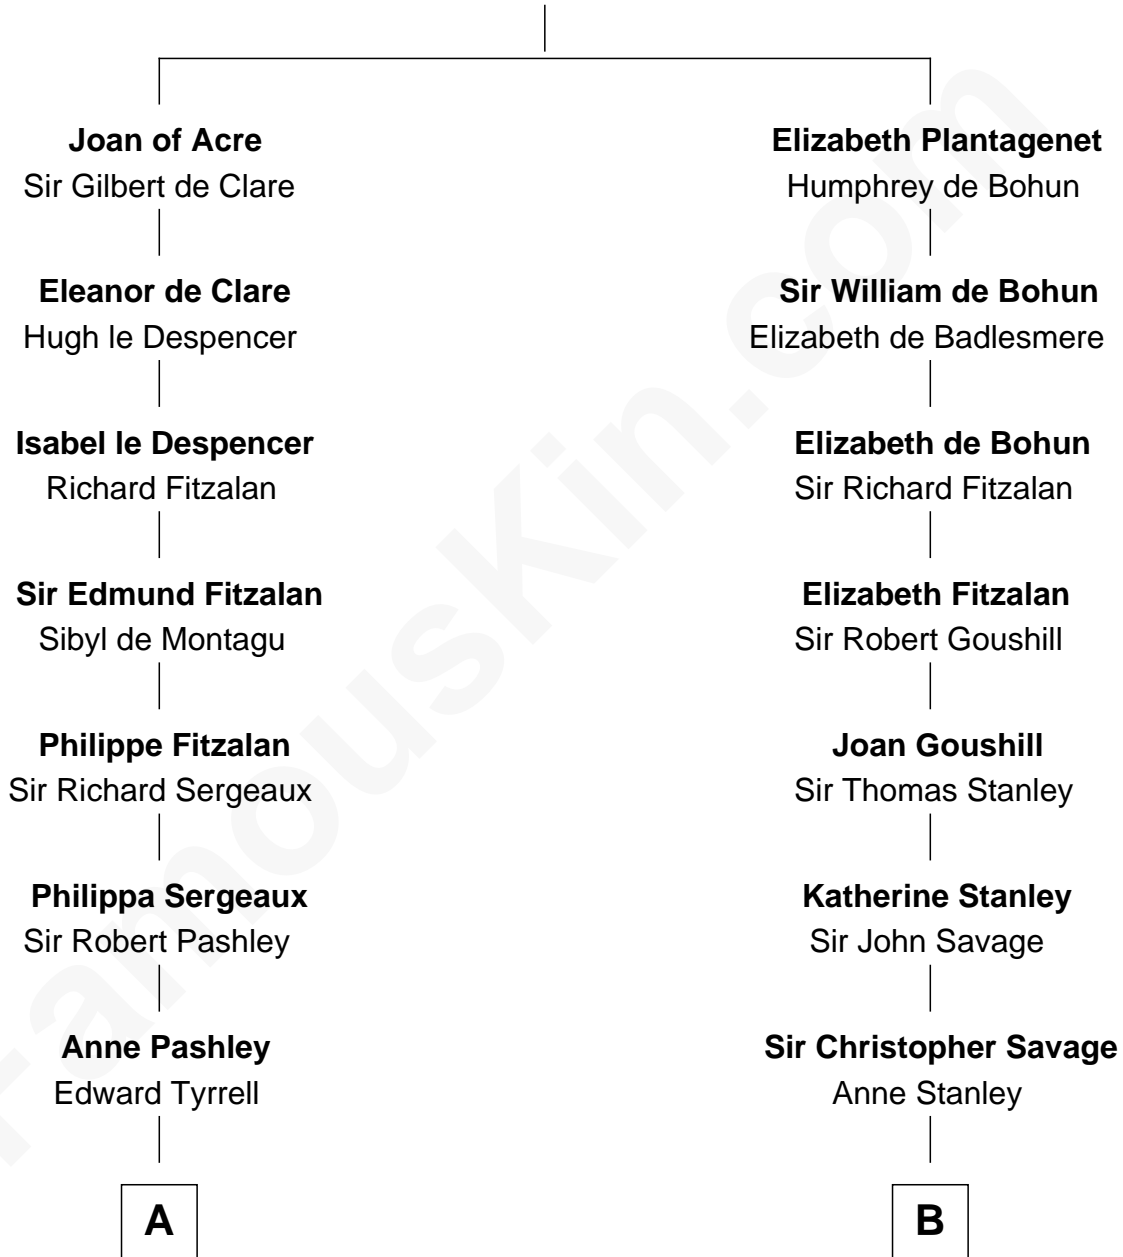 Joan of Acre
Sir Gilbert de Clare
Elizabeth Plantagenet
Humphrey de Bohun
Eleanor de Clare
Hugh le Despencer
Sir William de Bohun
Elizabeth de Badlesmere
Isabel le Despencer
Richard Fitzalan
Elizabeth de Bohun
Sir Richard Fitzalan
Sir Edmund Fitzalan
Sibyl de Montagu
Elizabeth Fitzalan
Sir Robert Goushill
Philippe Fitzalan
Sir Richard Sergeaux
Joan Goushill
Sir Thomas Stanley
Philippa Sergeaux
Sir Robert Pashley
Katherine Stanley
Sir John Savage
Anne Pashley
Edward Tyrrell
Sir Christopher Savage
Anne Stanley
A
B
FamousKin.com